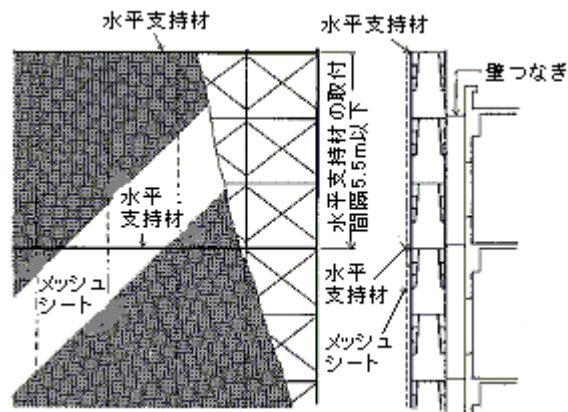 水平支持材
水平支持材
壁つなぎ
水平支持材の取付
間隔5.5m以下
水平
支持材
メッシュ
シート
水平
支持材
メッシュ
シート